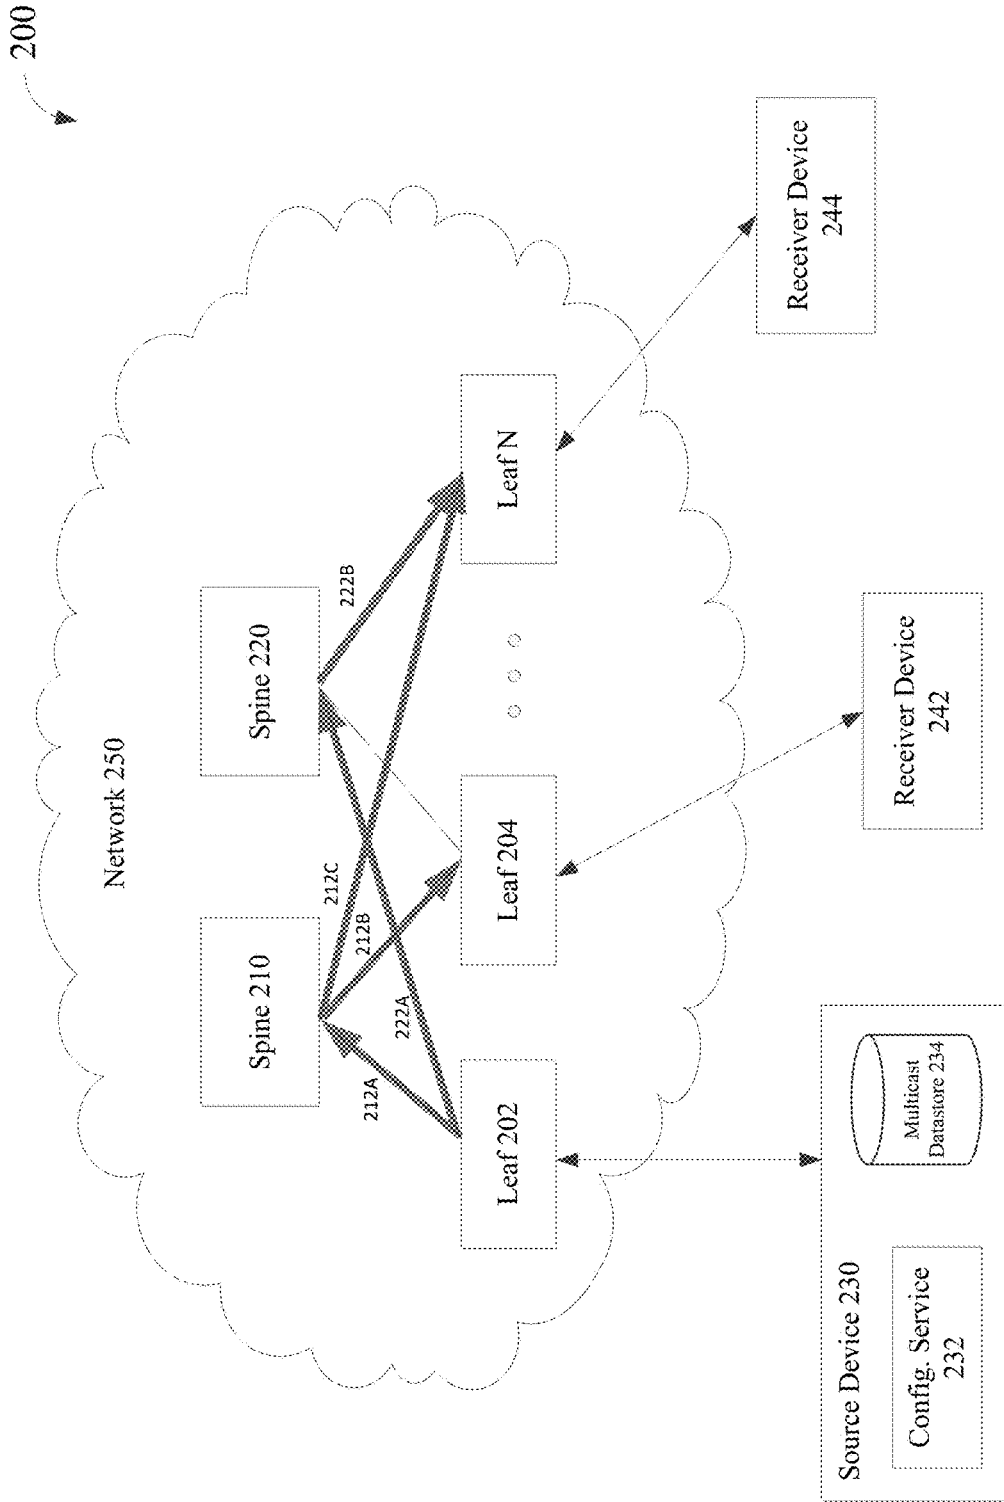 200
Network 250
Spine 210
Spine 220
212A
222A
212B
212C
222B
Leaf 202
Leaf 204
Leaf N
Source Device 230
Config. Service
232
Multicast
Datastore 234
Receiver Device
242
Receiver Device
244